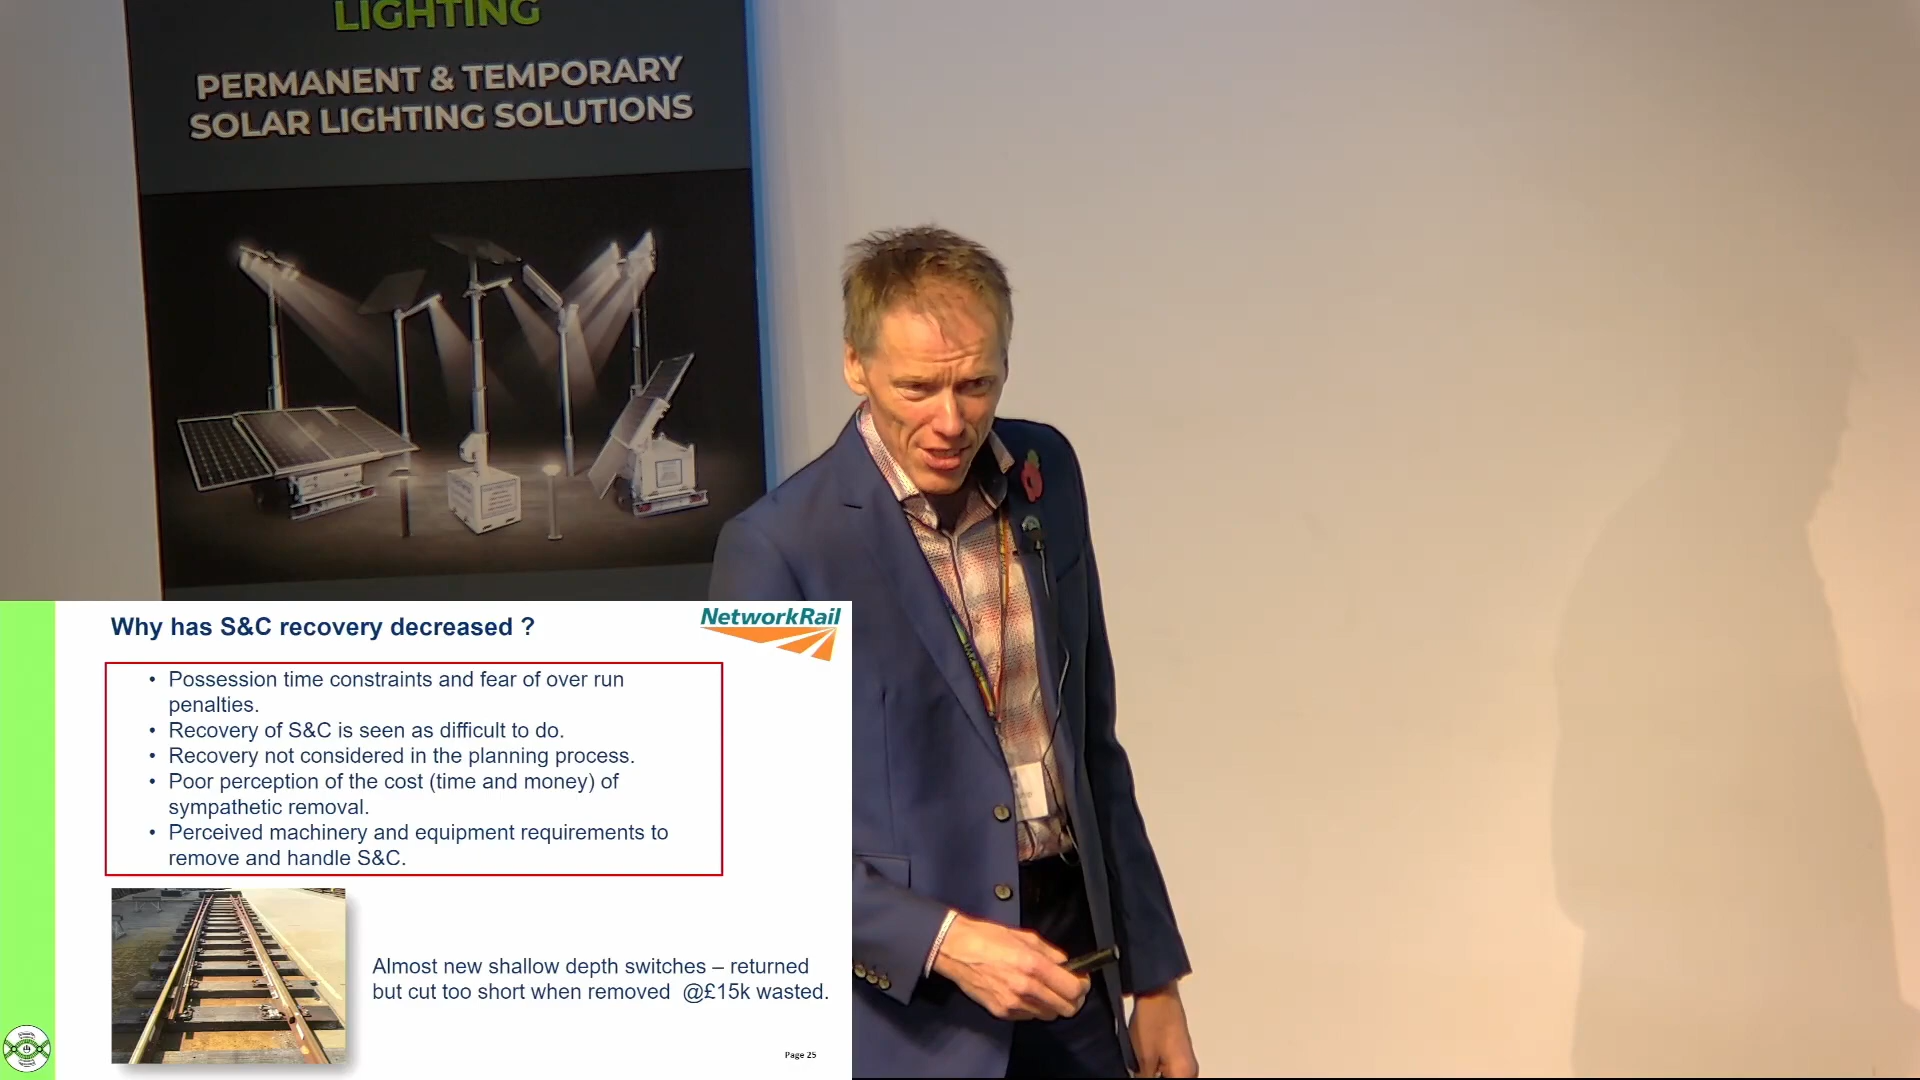 LIGHTING
PERMANENT & TEMPORARY
SOLAR LIGHTING SOLUTIONS
Why has S&C recovery decreased ?
NetworkRail
• Possession time constraints and fear of over run
penalties.
• Recovery of S&C is seen as difficult to do.
• Recovery not considered in the planning process.
• Poor perception of the cost (time and money) of
sympathetic removal.
• Perceived machinery and equipment requirements to
remove and handle S&C.
Almost new shallow depth switches – returned
but cut too short when removed @£15k wasted.
Page 25